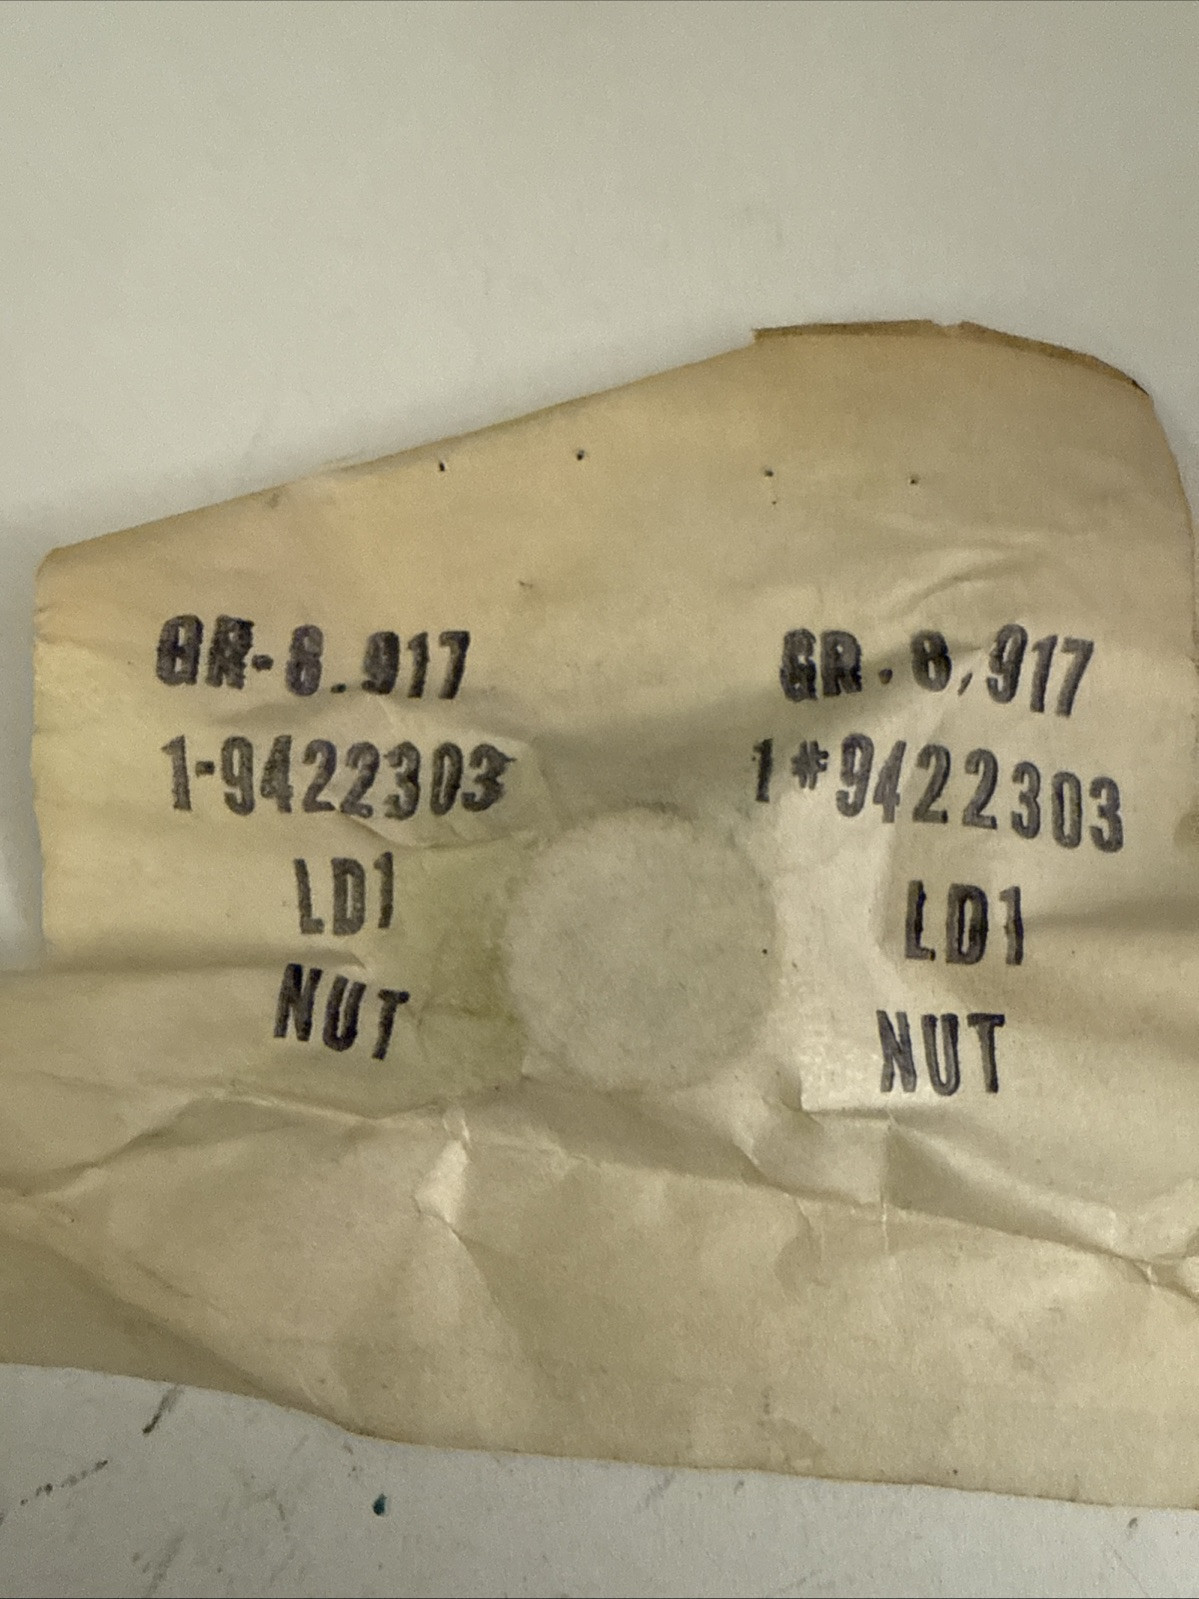 GR-8.917
1-9422303
LD1
NUT
GR.8,917
1*9422303
LD1
NUT